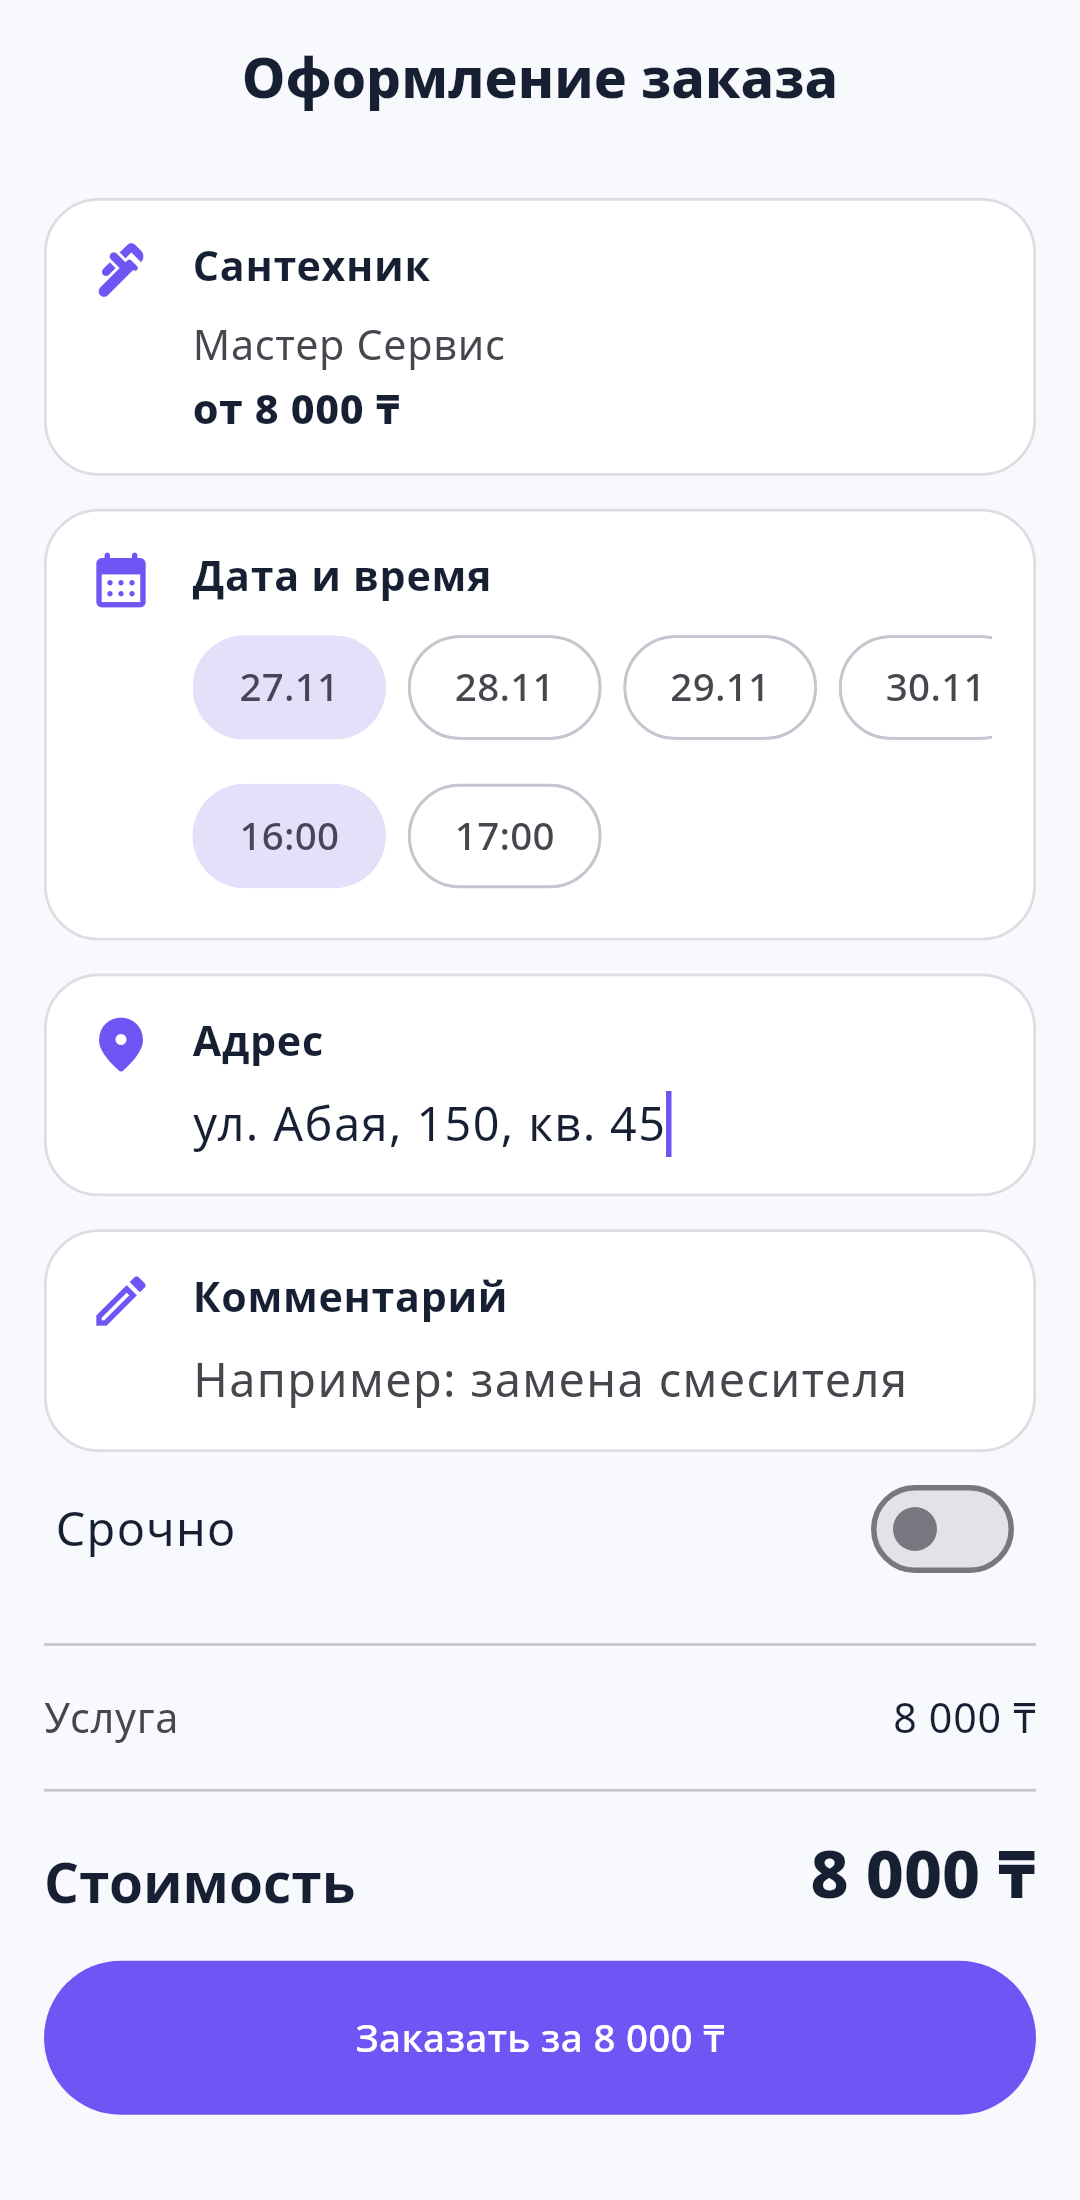 Оформление заказа
Сантехник
Мастер Сервис
от 8 000 ₸
Дата и время
27.11 28.11 29.11 30.11
16:00 17:00
Адрес
ул. Абая, 150, кв. 45
Комментарий
Например: замена смесителя
Срочно
Услуга 8 000 ₸
Стоимость 8 000 ₸
Заказать за 8 000 ₸